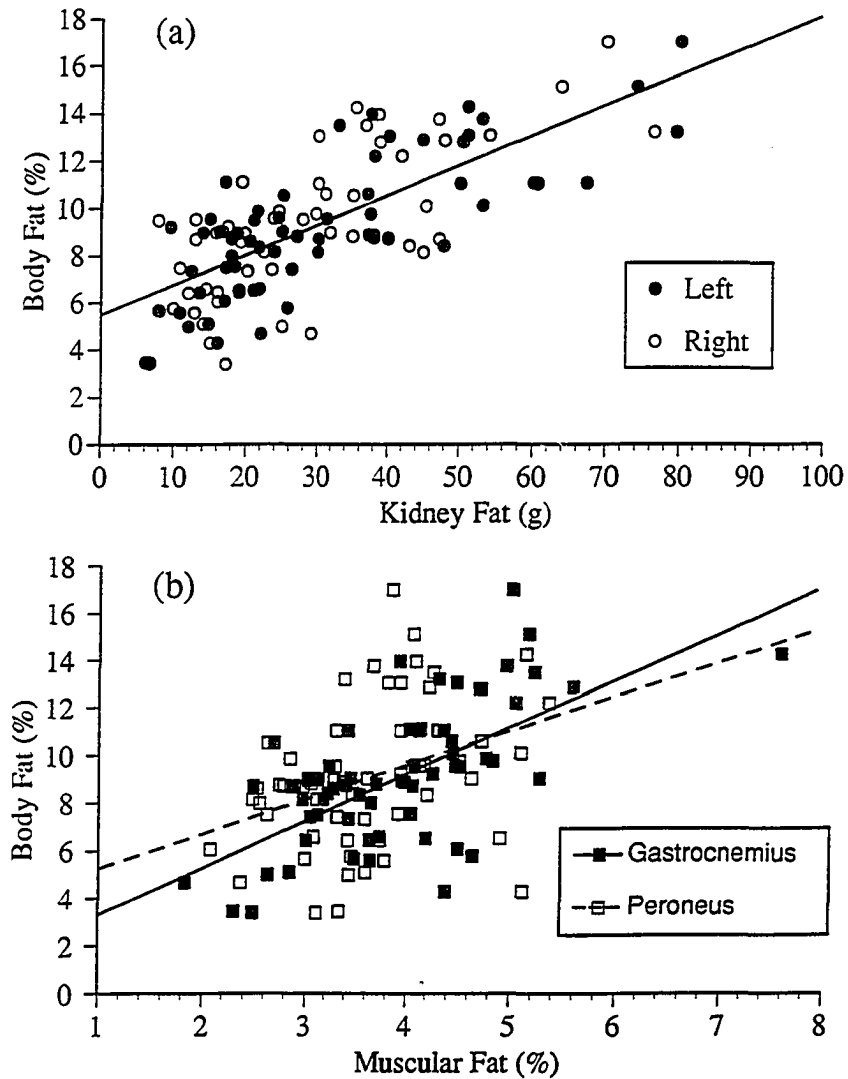 18
(a)
16
14
12
10
8
6
4
2
0
Body Fat (%)
Left
Right
0 10 20 30 40 50 60 70 80 90 100
Kidney Fat (g)
18
(b)
16
14
12
10
8
6
4
2
0
Body Fat (%)
Gastrocnemius
Peroneus
1 2 3 4 5 6 7 8
Muscular Fat (%)